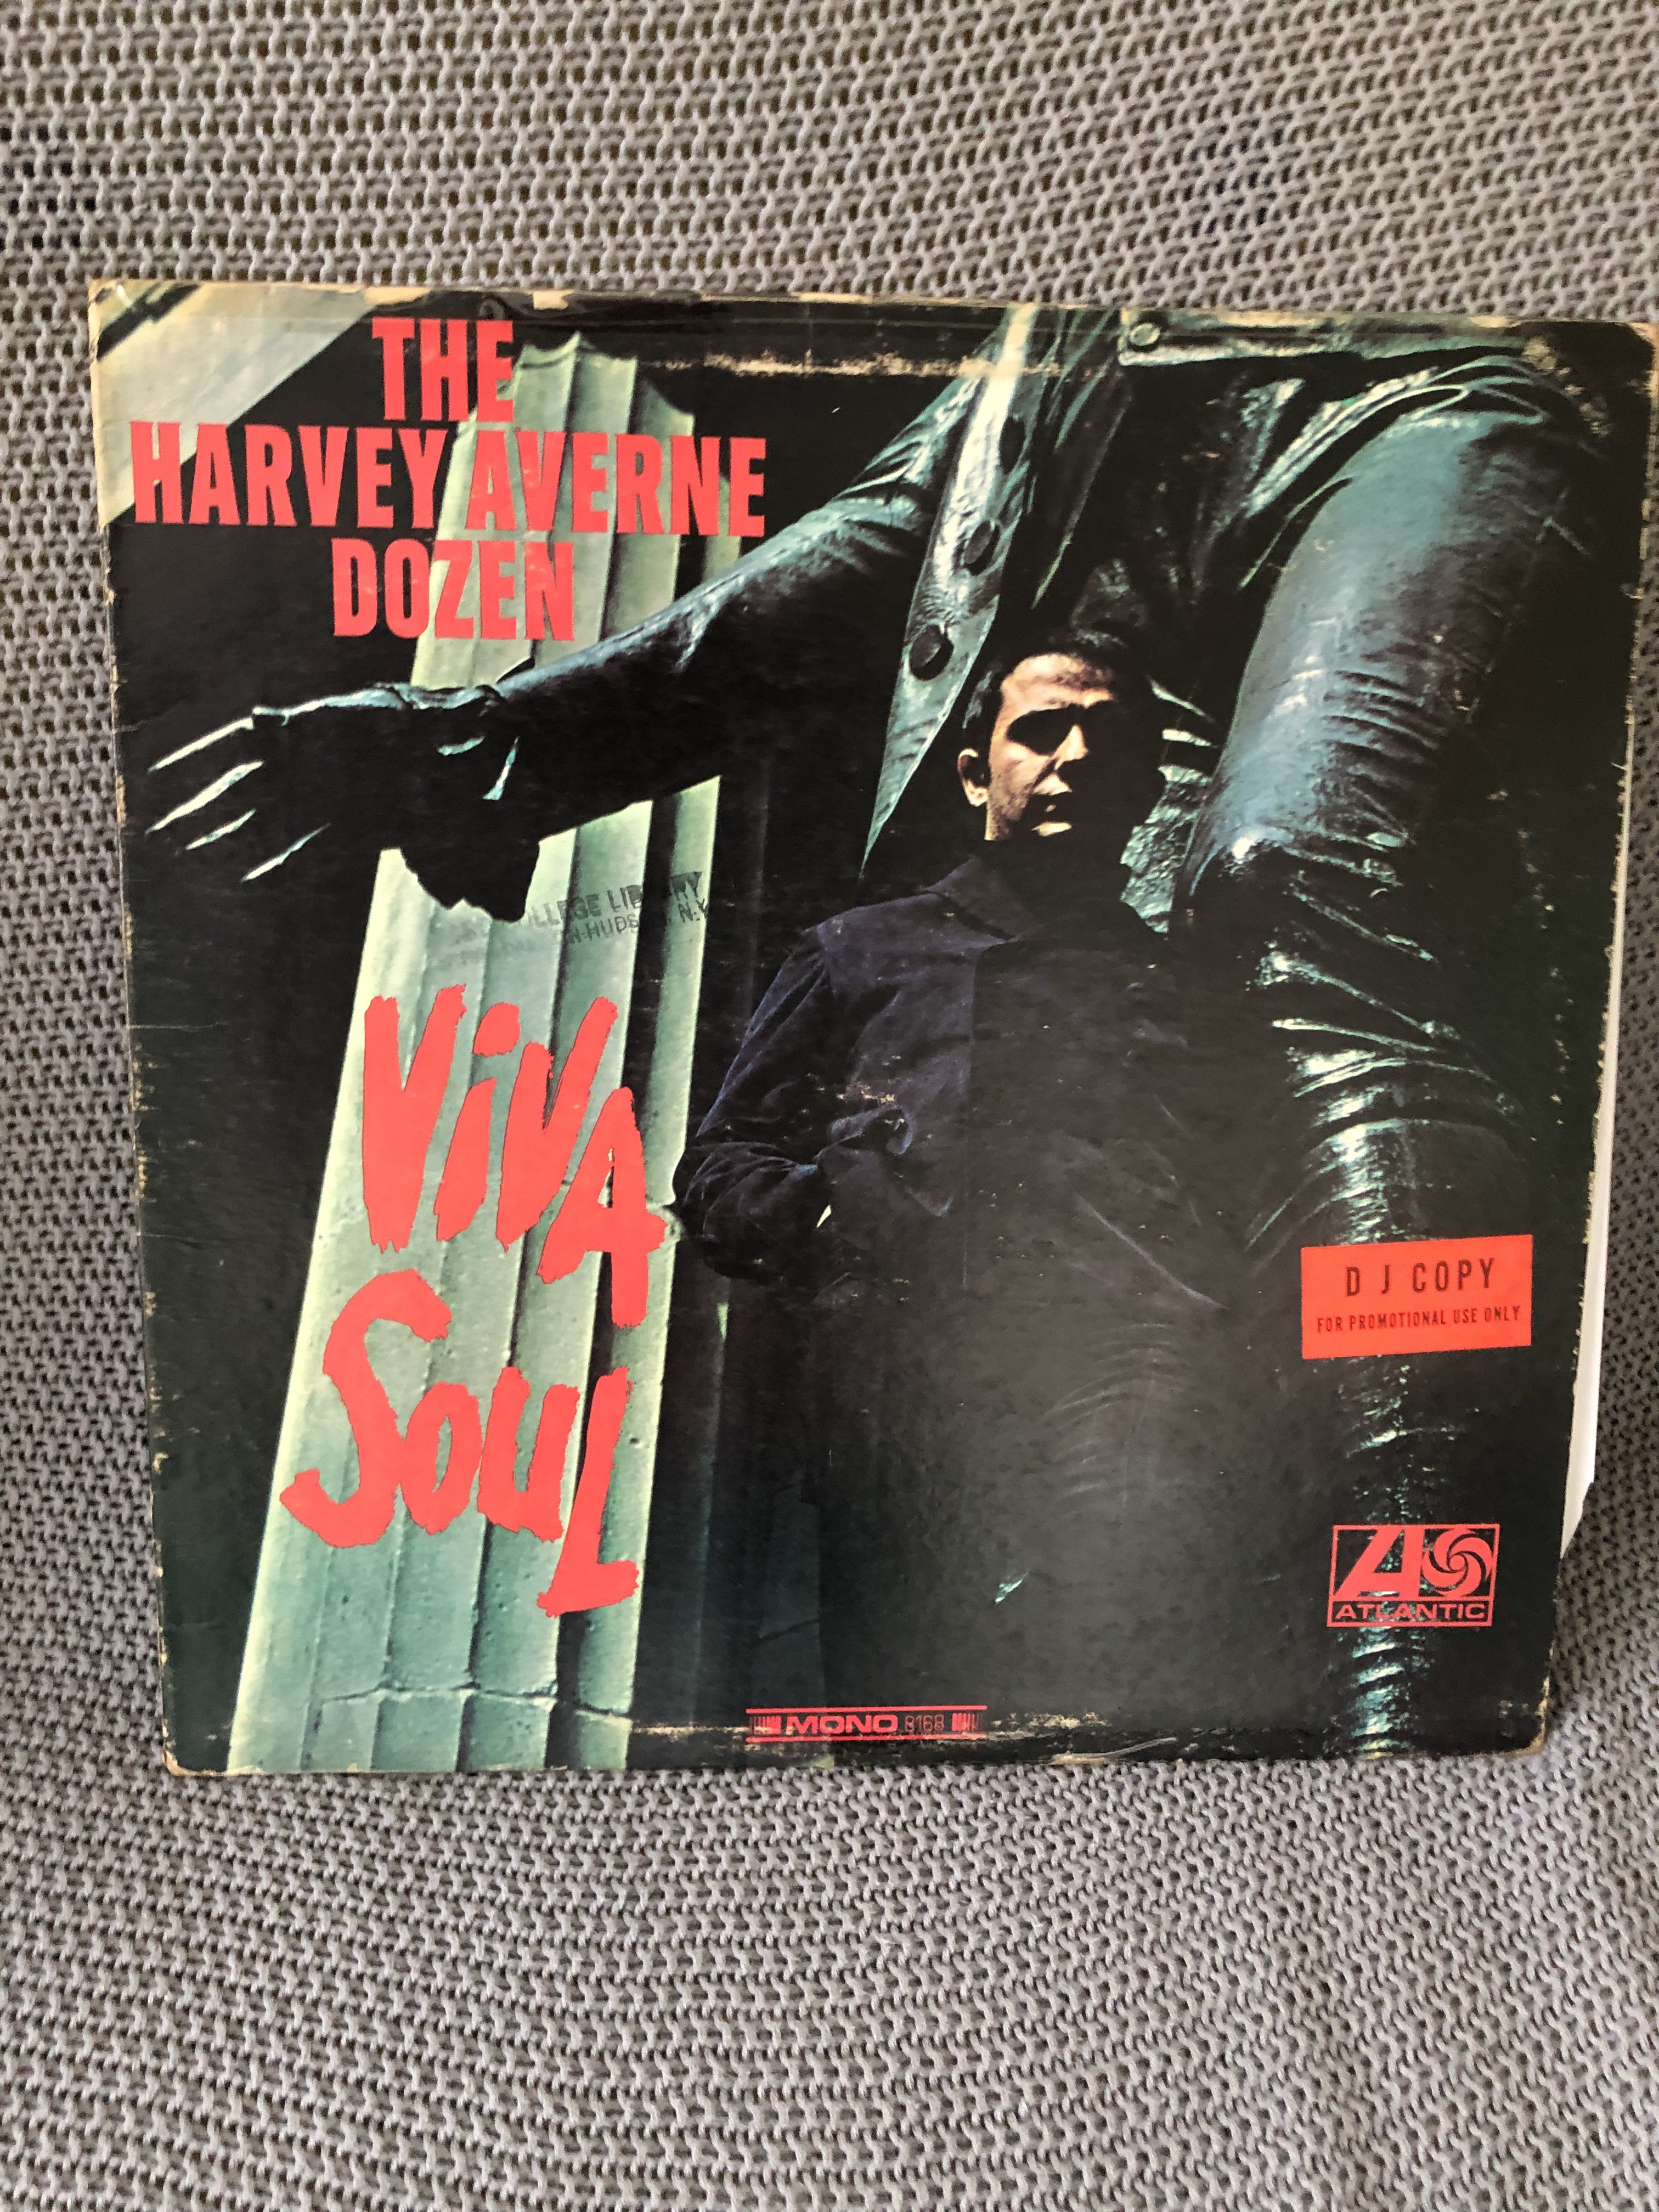 THE
HARVEY AVERNE
DOZEN
ViVA
SouL
D J COPY
FOR PROMOTIONAL USE ONLY
ATLANTIC
MONO 8168